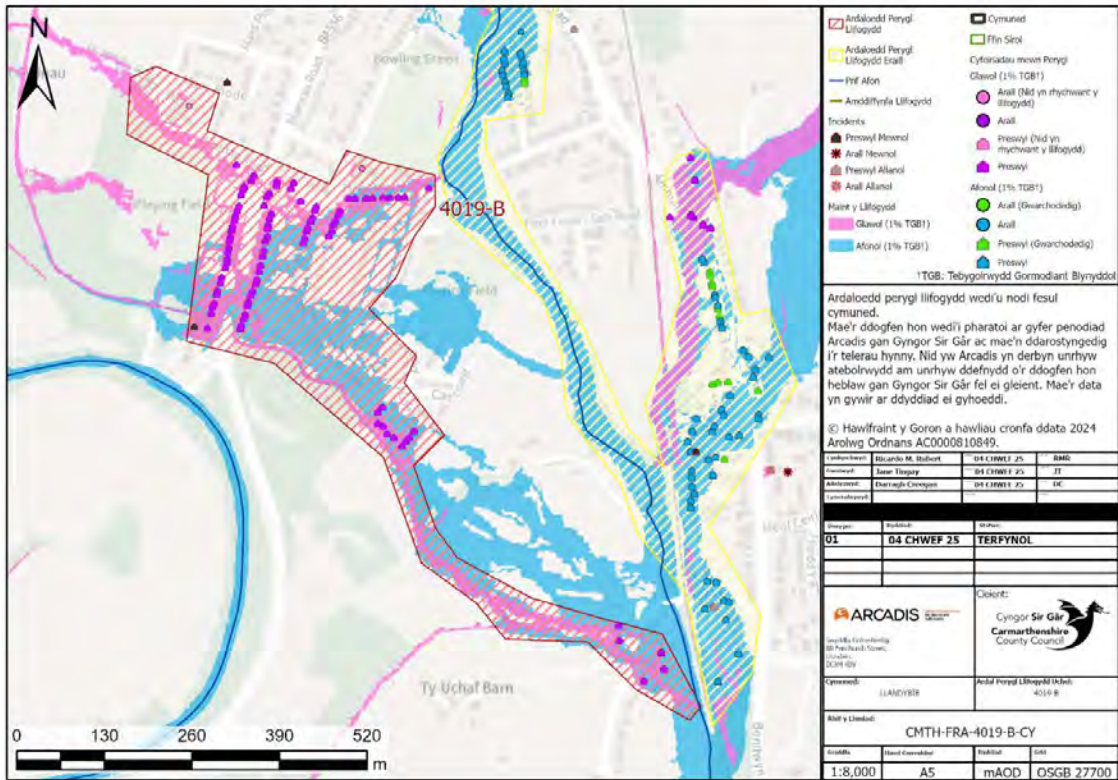 N
Bowling Green
Playing Field
4019-B
Ty-Uchaf Barn
0 130 260 390 520
m
Ardaloedd Perygl
Llifogydd
Ardaloedd Perygl
Llifogydd Eraill
Prif Afon
Amddiffynfa Llifogydd
Incidents
Preswyl Mewnol
Arall Mewnol
Preswyl Allanol
Arall Allanol
Maint y Llifogydd
Glawol (1% TGB†)
Afonol (1% TGB†)
Cymuned
Ffin Sirol
Cyfeiriadau mewn Perygl
Glawol (1% TGB†)
Arall (Nid yn rhychwant y
llifogydd)
Arall
Preswyl (Nid yn
rhychwant y llifogydd)
Preswyl
Afonol (1% TGB†)
Arall (Gwarchodedig)
Arall
Preswyl (Gwarchodedig)
Preswyl
†TGB: Tebygolrwydd Gormodiant Blynyddol
Ardaloedd perygl llifogydd wedi'u nodi fesul
cymuned.
Mae'r ddogfen hon wedi'i pharatoi ar gyfer penodiad
Arcadis gan Gyngor Sir Gâr ac mae'n ddarostyngedig
i'r telerau hynny. Nid yw Arcadis yn derbyn unrhyw
atebolrwydd am unrhyw ddefnydd o'r ddogfen hon
heblaw gan Gyngor Sir Gâr fel ei gleient. Mae'r data
yn gywir ar ddyddiad ei gyhoeddi.
© Hawlfraint y Goron a hawliau cronfa ddata 2024
Arolwg Ordnans AC0000810849.
Ricardo M. Rubert 04 CHWEF 25 RMR
Jane Tingay 04 CHWEF 25 JT
Darragh Creegan 04 CHWEF 25 DC
01 04 CHWEF 25 TERFYNOL
ARCADIS
Cleient:
Cyngor Sir Gâr
Carmarthenshire
County Council
Cymuned:
LLANDYBÏE
4019-B
CMTH-FRA-4019-B-CY
1:8,000 A5 mAOD OSGB 27700